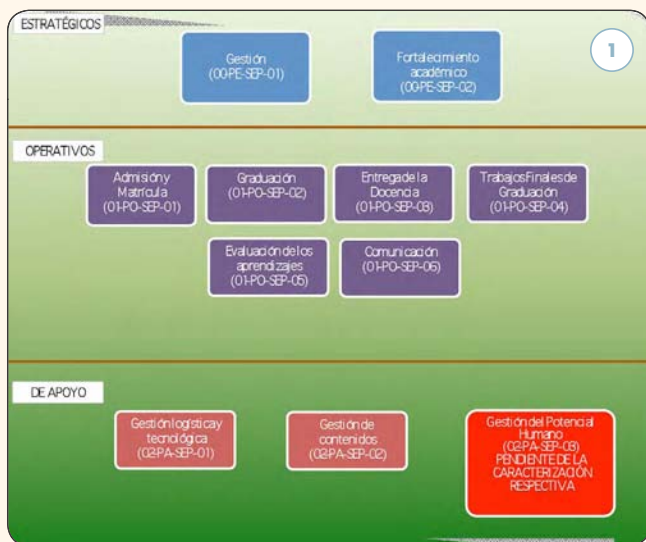 ESTRATÉGICOS
1
Gestión
(00-PE-SEP-01)
Fortalecimiento
académico
(00-PE-SEP-02)
OPERATIVOS
Admisión y
Matrícula
(01-PO-SEP-01)
Graduación
(01-PO-SEP-02)
Entrega de la
Docencia
(01-PO-SEP-03)
Trabajos Finales de
Graduación
(01-PO-SEP-04)
Evaluación de los
aprendizajes
(01-PO-SEP-05)
Comunicación
(01-PO-SEP-06)
DE APOYO
Gestión logística y
tecnológica
(02-PA-SEP-01)
Gestión de
contenidos
(02-PA-SEP-02)
Gestión del Potencial
Humano
(02-PA-SEP-03)
PENDIENTE DE LA
CARACTERIZACIÓN
RESPECTIVA